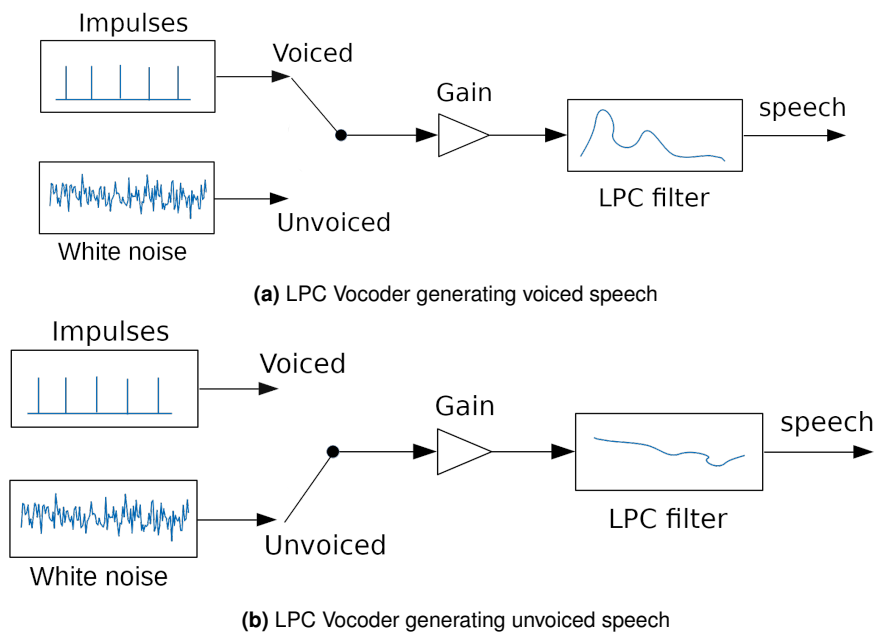 Impulses
Voiced
Gain
speech
LPC filter
Unvoiced
White noise
(a) LPC Vocoder generating voiced speech
Impulses
Voiced
Gain
speech
LPC filter
Unvoiced
White noise
(b) LPC Vocoder generating unvoiced speech